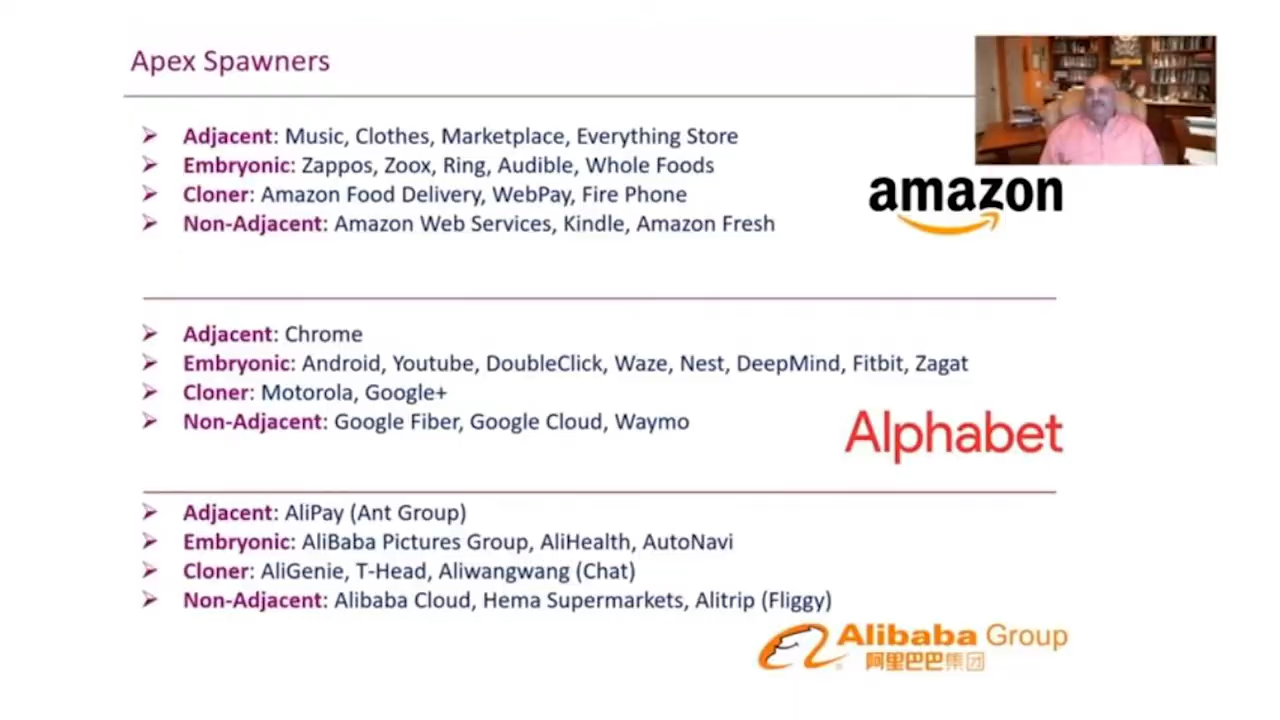 Apex Spawners
Adjacent: Music, Clothes, Marketplace, Everything Store
Embryonic: Zappos, Zoox, Ring, Audible, Whole Foods
Cloner: Amazon Food Delivery, WebPay, Fire Phone
Non-Adjacent: Amazon Web Services, Kindle, Amazon Fresh
amazon
Adjacent: Chrome
Embryonic: Android, Youtube, DoubleClick, Waze, Nest, DeepMind, Fitbit, Zagat
Cloner: Motorola, Google+
Non-Adjacent: Google Fiber, Google Cloud, Waymo
Alphabet
Adjacent: AliPay (Ant Group)
Embryonic: AliBaba Pictures Group, AliHealth, AutoNavi
Cloner: AliGenie, T-Head, Aliwangwang (Chat)
Non-Adjacent: Alibaba Cloud, Hema Supermarkets, Alitrip (Fliggy)
Alibaba Group
阿里巴巴集团